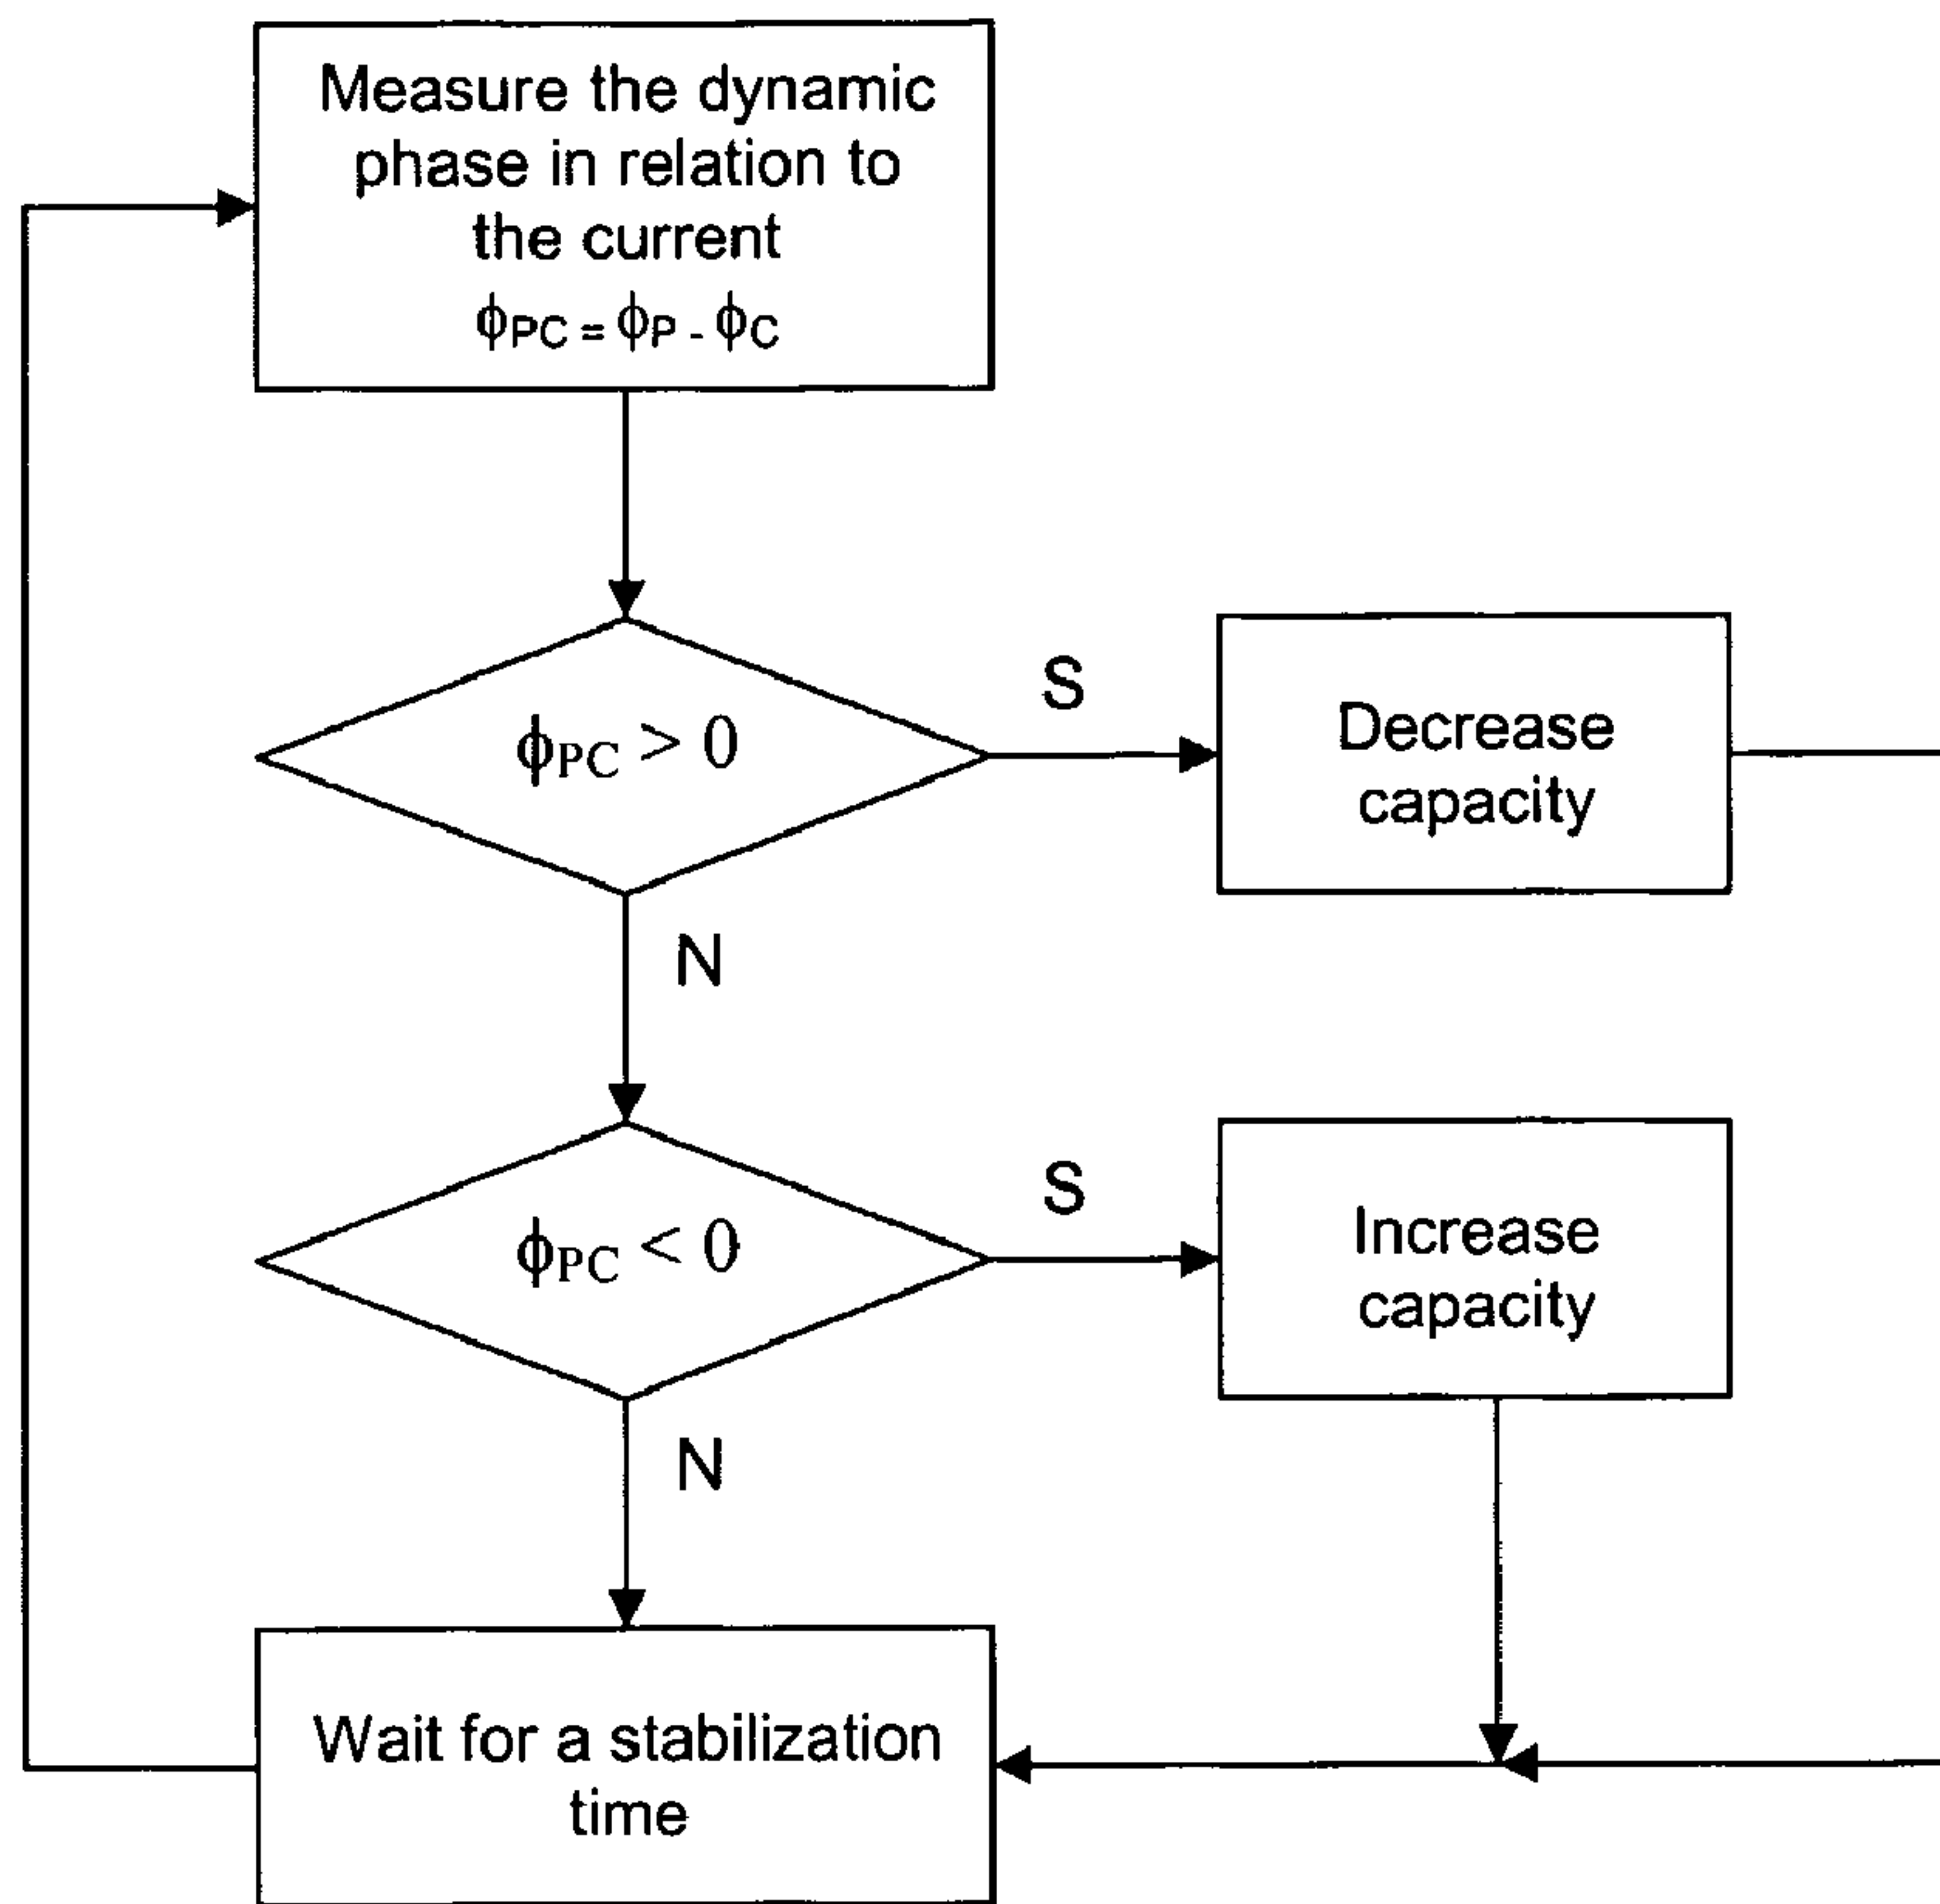 Measure the dynamic
phase in relation to
the current
ϕPC = ϕP - ϕC
ϕPC > 0
S
Decrease
capacity
N
ϕPC < 0
S
Increase
capacity
N
Wait for a stabilization
time